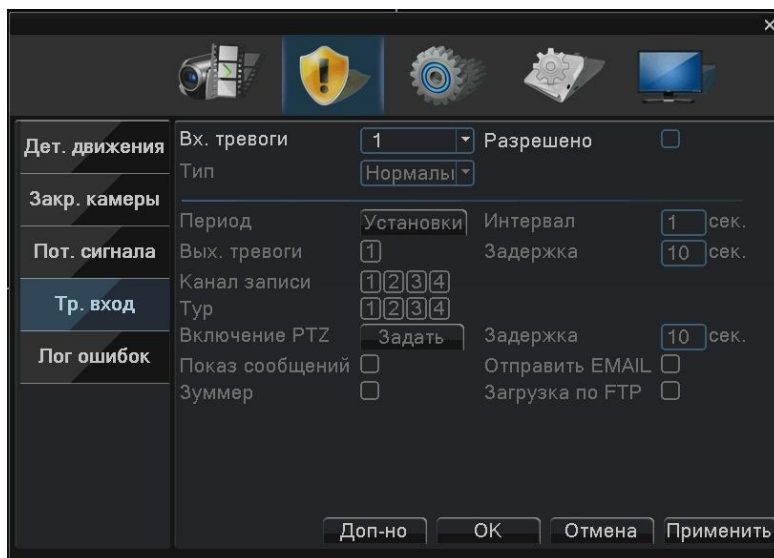 Дет. движения
Закр. камеры
Пот. сигнала
Тр. вход
Лог ошибок
Вх. тревоги 1 Разрешено
Тип Нормалы
Период Установки Интервал 1 сек.
Вых. тревоги 1 Задержка 10 сек.
Канал записи 1 2 3 4
Тур 1 2 3 4
Включение PTZ Задать Задержка 10 сек.
Показ сообщений Отправить EMAIL
Зуммер Загрузка по FTP
Доп-но OK Отмена Применить